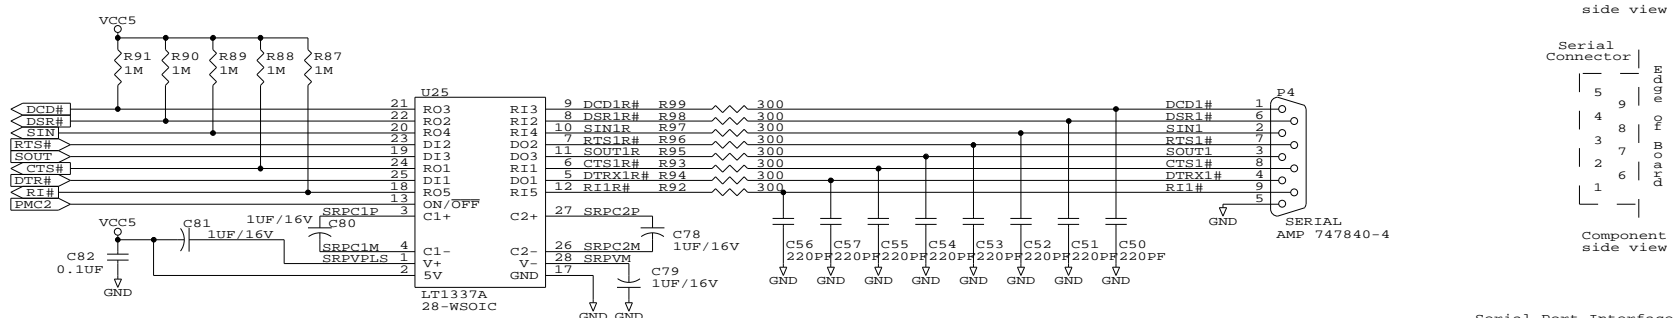 side view
VCC5
R91 R90 R89 R88 R87
1M 1M 1M 1M 1M
Serial
Connector
Edge of Board
5
9
4
8
3
7
2
6
1
Component
side view
U25
P4
DCD# 21 RO3 RI3 9 DCD1R# R99 300 DCD1# 1
DSR# 22 RO2 RI2 8 DSR1R# R98 300 DSR1# 6
SIN 20 RO4 RI4 10 SIN1R R97 300 SIN1 2
RTS# 23 DI2 DO2 7 RTS1R# R96 300 RTS1# 7
SOUT 19 DI3 DO3 11 SOUT1R R95 300 SOUT1 3
CTS# 24 RO1 RI1 6 CTS1R# R93 300 CTS1# 8
DTR# 25 DI1 DO1 5 DTRX1R# R94 300 DTRX1# 4
RI# 18 RO5 RI5 12 RI1R# R92 300 RI1# 9
PMC2 13 ON/OFF 5
GND
SERIAL
AMP 747840-4
1UF/16V C80 SRPC1P 3 C1+ C2+ 27 SRPC2P
C78
1UF/16V
SRPC1M 4 C1- C2- 26 SRPC2M
VCC5 C81
1UF/16V
SRPVPLS 1 V+ V- 28 SRPVM
2 5V GND 17
C82
0.1UF
GND
C79
1UF/16V
GND GND
LT1337A
28-WSOIC
C56 C57 C55 C54 C53 C52 C51 C50
220PF 220PF 220PF 220PF 220PF 220PF 220PF 220PF
GND GND GND GND GND GND GND GND
Serial Port Interface